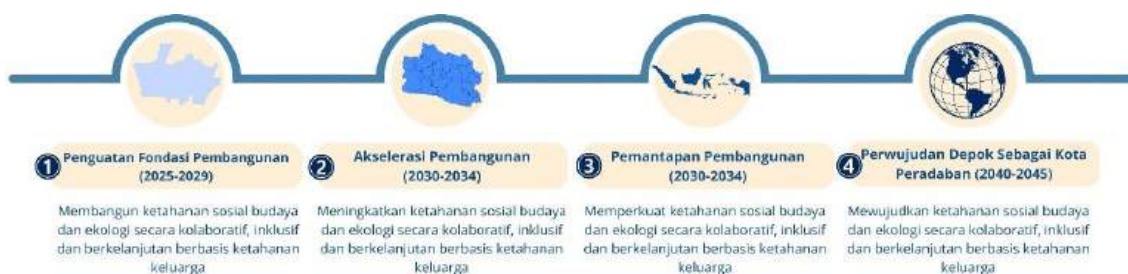 1
Penguatan Fondasi Pembangunan
(2025-2029)
Membangun ketahanan sosial budaya
dan ekologi secara kolaboratif, inklusif
dan berkelanjutan berbasis ketahanan
keluarga
2
Akselerasi Pembangunan
(2030-2034)
Meningkatkan ketahanan sosial budaya
dan ekologi secara kolaboratif, inklusif
dan berkelanjutan berbasis ketahanan
keluarga
3
Pemantapan Pembangunan
(2030-2034)
Memperkuat ketahanan sosial budaya
dan ekologi secara kolaboratif, inklusif
dan berkelanjutan berbasis ketahanan
keluarga
4
Perwujudan Depok Sebagai Kota
Peradaban (2040-2045)
Mewujudkan ketahanan sosial budaya
dan ekologi secara kolaboratif, inklusif
dan berkelanjutan berbasis ketahanan
keluarga